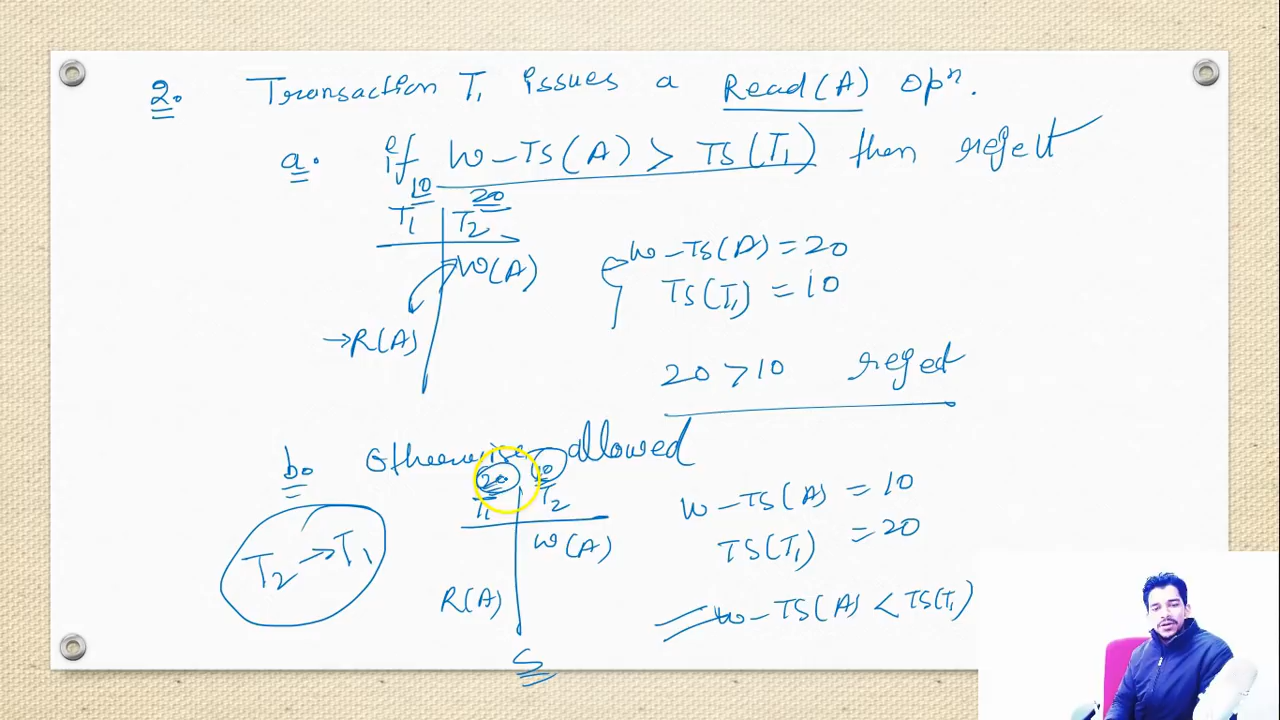 2. Transaction T1 issues a Read(A) opn.
a. if W-TS(A) > TS(T1) then reject
10 20
T1 T2
W(A) W-TS(A) = 20
TS(T1) = 10
→R(A)
20 > 10 reject
b. Otherwise allowed
20 10
T1 T2 W-TS(A) = 10
T2 → T1 W(A) TS(T1) = 20
R(A) W-TS(A) < TS(T1)
S